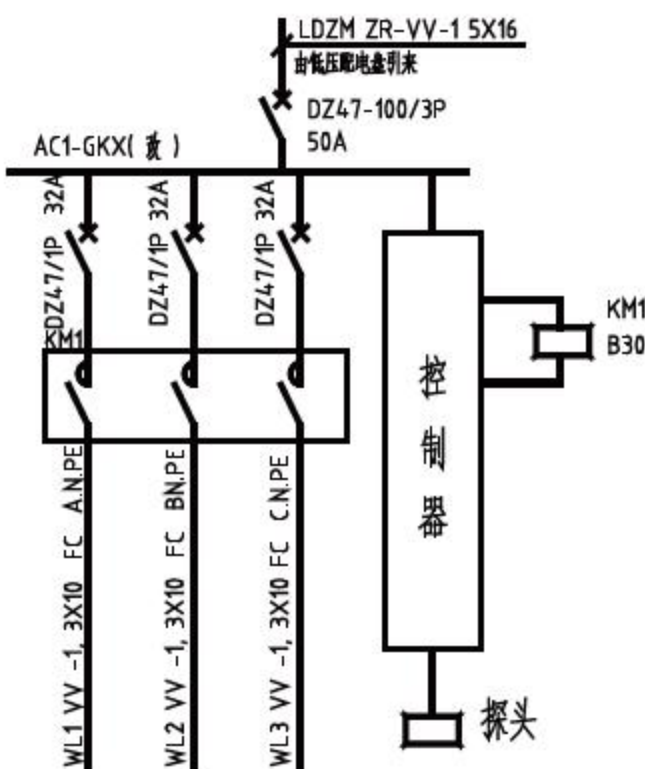 LDZM ZR-VV-1 5X16
由低压配电盘引来
DZ47-100/3P
50A
AC1-GKX(改)
DZ47/1P 32A
DZ47/1P 32A
DZ47/1P 32A
KM1
KM1
B30
控制器
WL1 VV -1, 3X10 FC A.N.PE
WL2 VV -1, 3X10 FC BN.PE
WL3 VV -1, 3X10 FC C.N.PE
探头